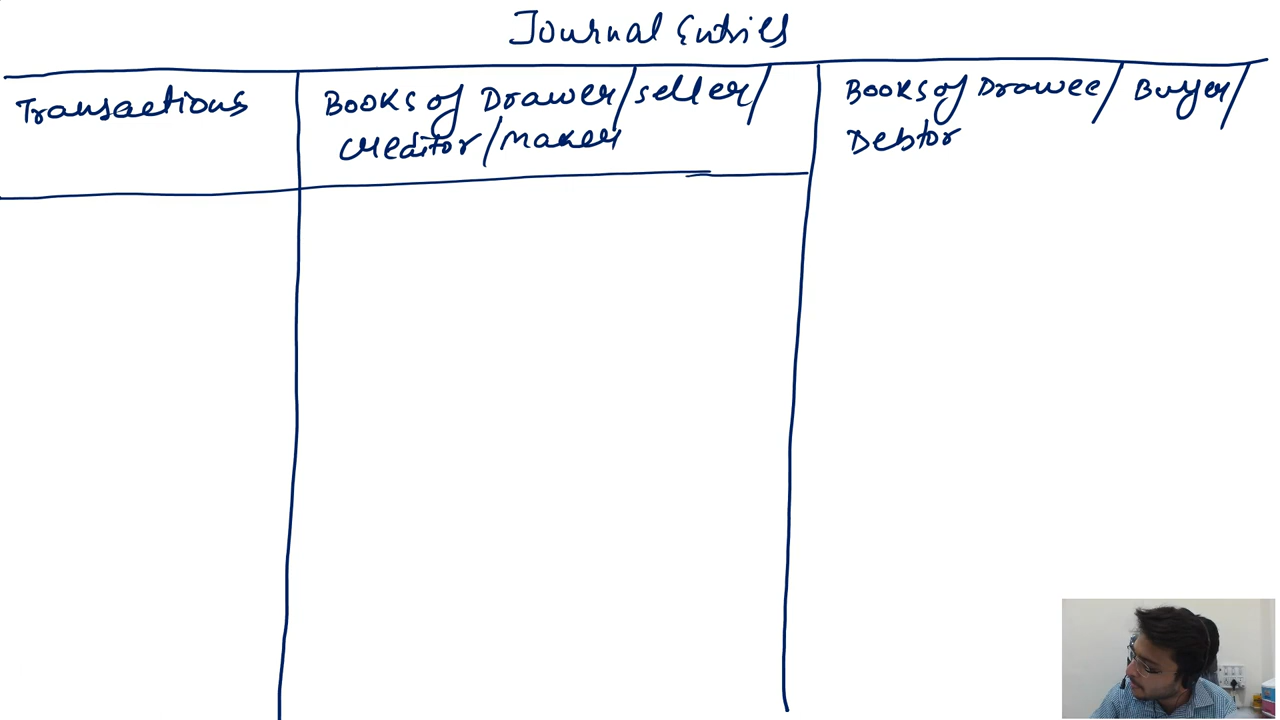 Journal Entries
Transactions
Books of Drawer/seller/
creditor/maker
Books of Drawee/ Buyer/
Debtor